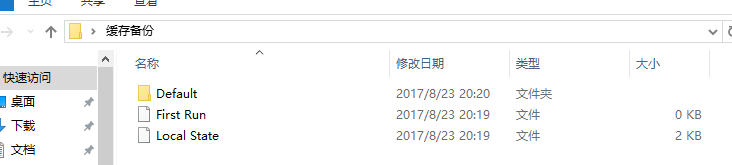 主页 共享 查看
缓存备份
名称 修改日期 类型 大小
快速访问
Default 2017/8/23 20:20 文件夹
桌面
First Run 2017/8/23 20:19 文件 0 KB
下载
Local State 2017/8/23 20:19 文件 2 KB
文档